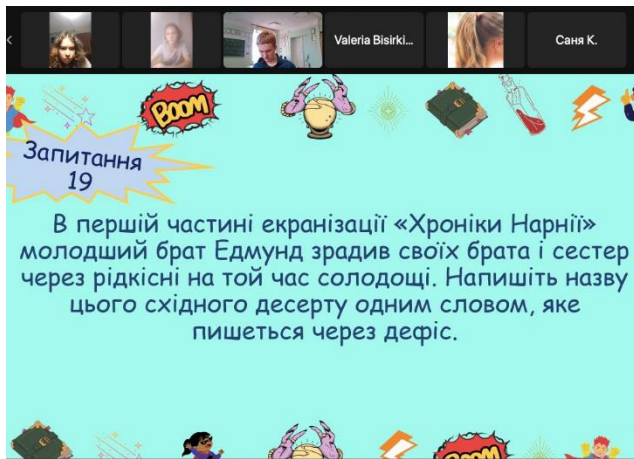 Valeria Bisirki...
Саня К.
BOOM
Запитання
19
В першій частині екранізації «Хроніки Нарнії»
молодший брат Едмунд зрадив своїх брата і сестер
через рідкісні на той час солодощі. Напишіть назву
цього східного десерту одним словом, яке
пишеться через дефіс.
BOOM